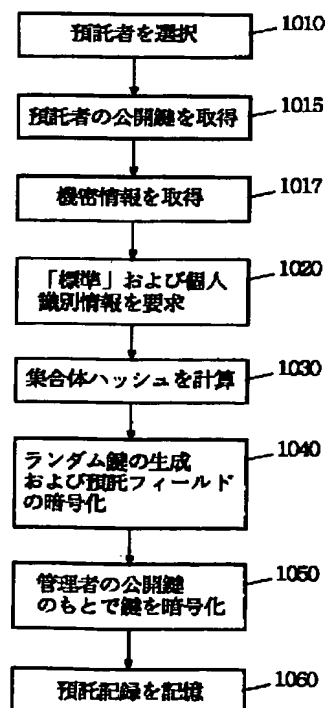 預託者を選択
1010
預託者の公開鍵を取得
1015
機密情報を取得
1017
「標準」および個人
識別情報を要求
1020
集合体ハッシュを計算
1030
ランダム鍵の生成
および預託フィールド
の暗号化
1040
管理者の公開鍵
のもとで鍵を暗号化
1050
預託記録を記憶
1060